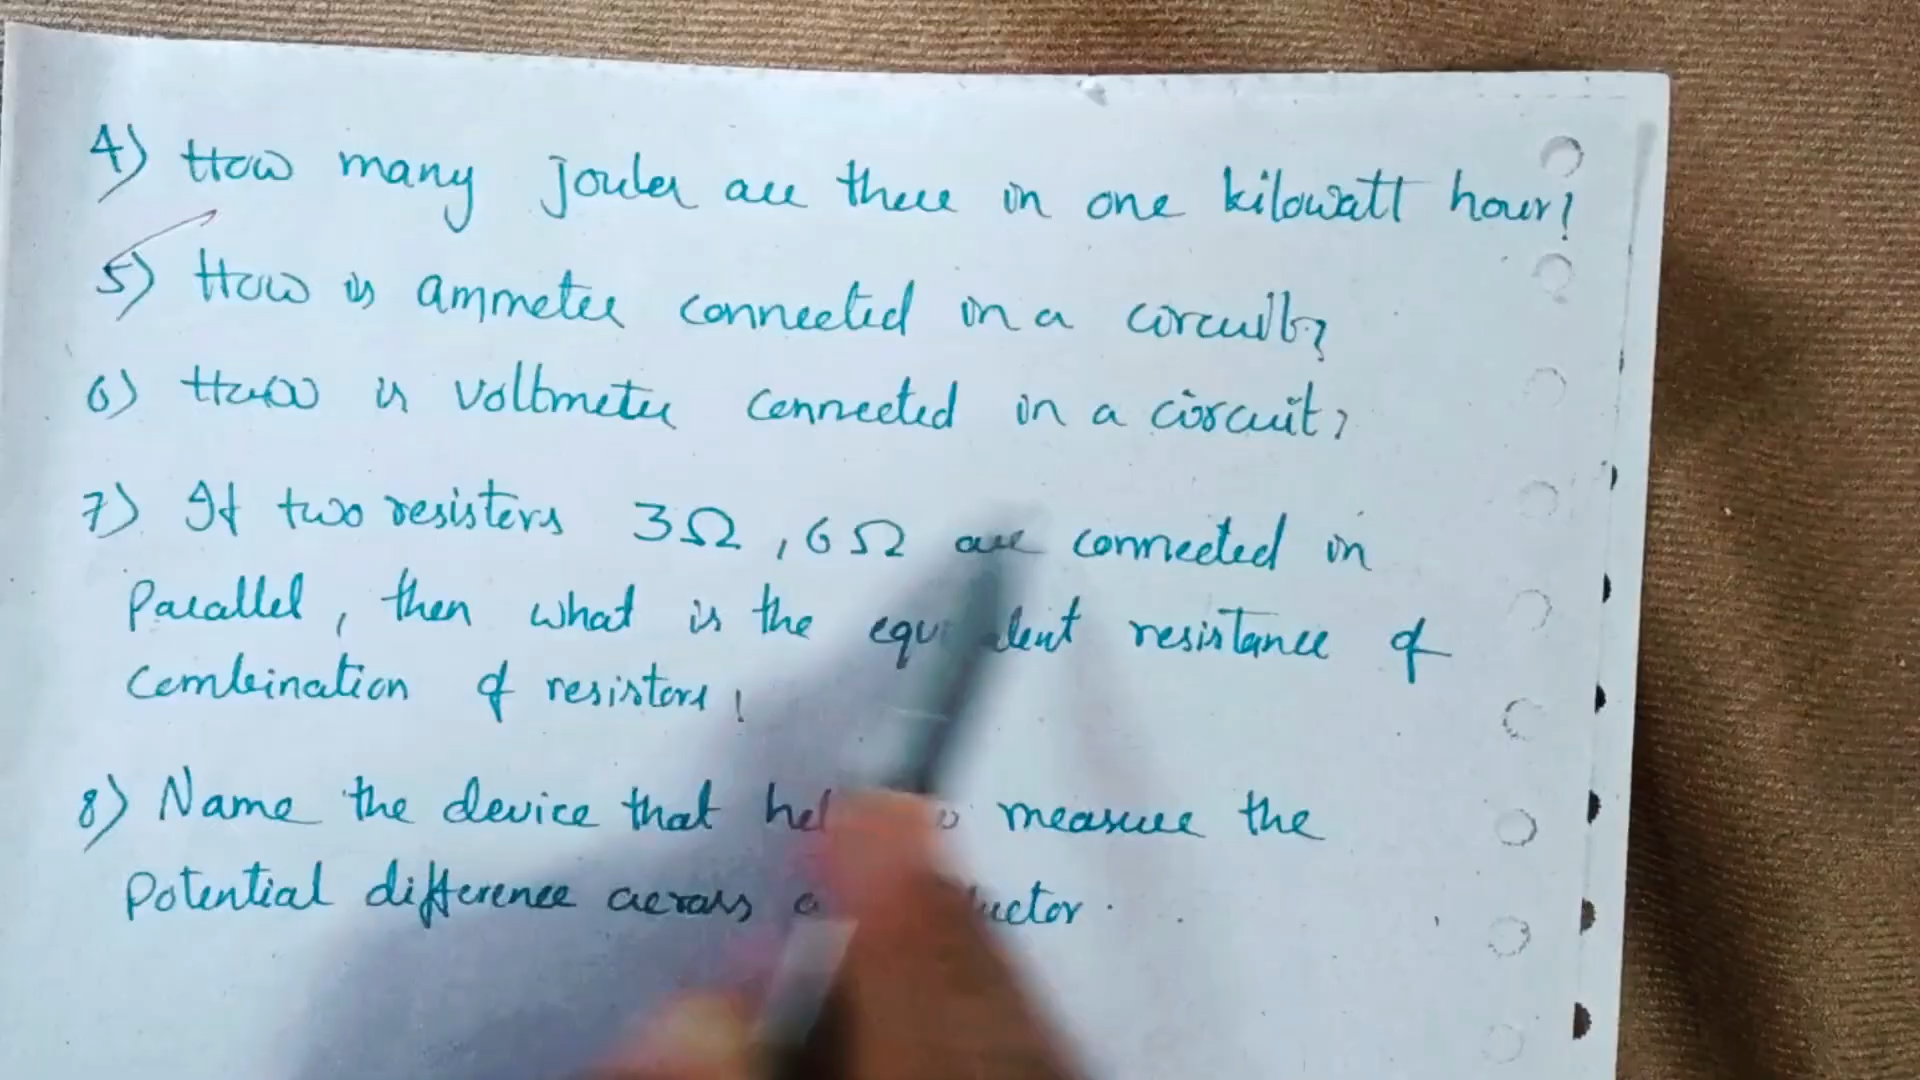 4) How many joules are there in one kilowatt hour?
5) How is ammeter connected in a circuit?
6) How is voltmeter connected in a circuit?
7) If two resisters 3Ω, 6Ω are connected in
parallel, then what is the resistance of
combination of resistors?
8) Name the device that measure the
potential difference across